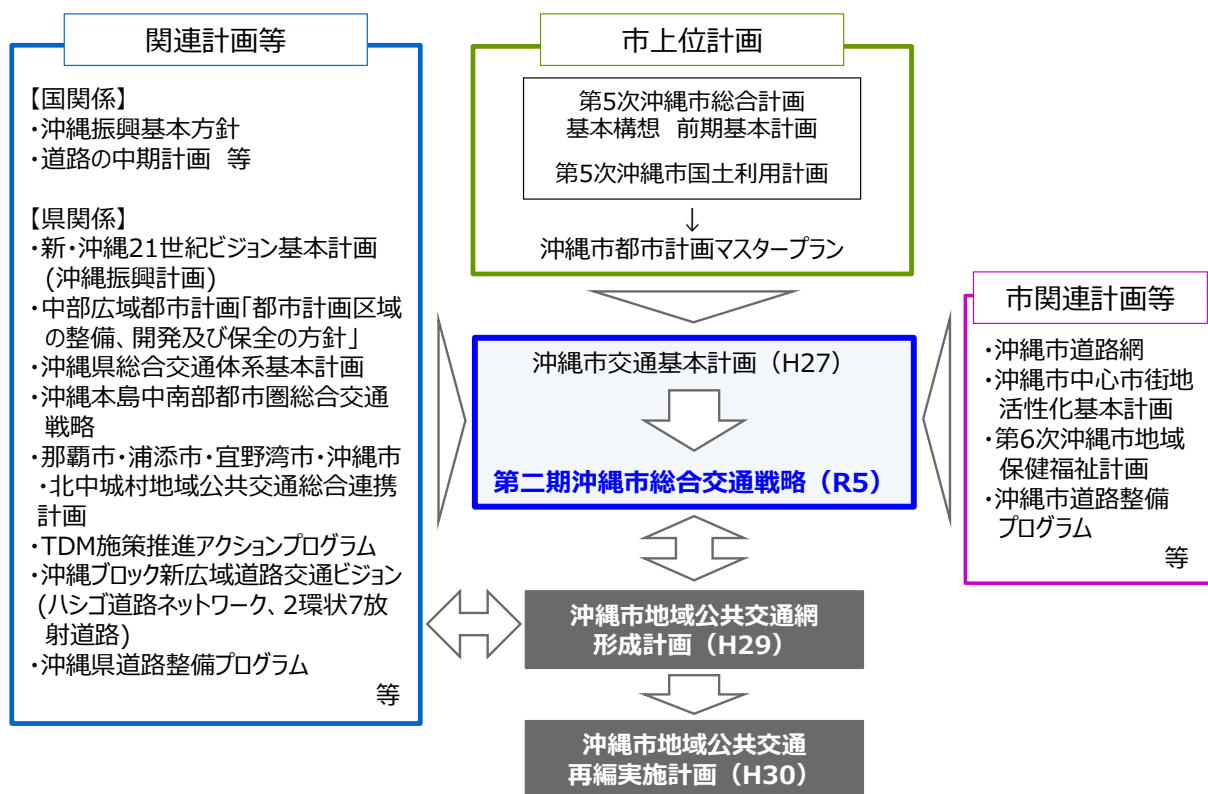 関連計画等
【国関係】
・沖縄振興基本方針
・道路の中期計画 等
【県関係】
・新・沖縄21世紀ビジョン基本計画
(沖縄振興計画)
・中部広域都市計画「都市計画区域
の整備、開発及び保全の方針」
・沖縄県総合交通体系基本計画
・沖縄本島中南部都市圏総合交通
戦略
・那覇市・浦添市・宜野湾市・沖縄市
・北中城村地域公共交通総合連携
計画
・TDM施策推進アクションプログラム
・沖縄ブロック新広域道路交通ビジョン
(ハシゴ道路ネットワーク、2環状7放
射道路)
・沖縄県道路整備プログラム
等
市上位計画
第5次沖縄市総合計画
基本構想 前期基本計画
第5次沖縄市国土利用計画
↓
沖縄市都市計画マスタープラン
沖縄市交通基本計画（H27）
第二期沖縄市総合交通戦略（R5）
沖縄市地域公共交通網
形成計画（H29）
沖縄市地域公共交通
再編実施計画（H30）
市関連計画等
・沖縄市道路網
・沖縄市中心市街地
活性化基本計画
・第6次沖縄市地域
保健福祉計画
・沖縄市道路整備
プログラム
等